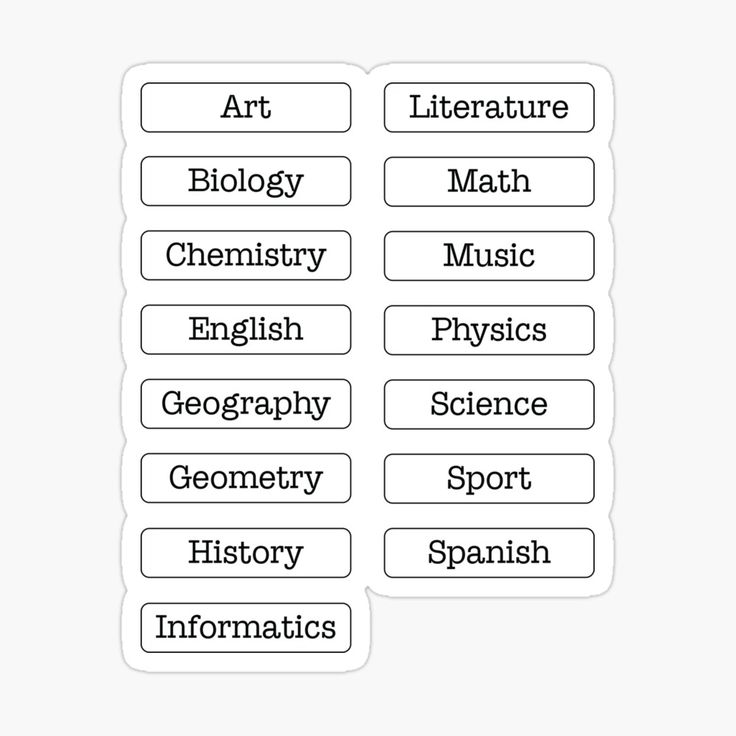 Art
Biology
Chemistry
English
Geography
Geometry
History
Informatics
Literature
Math
Music
Physics
Science
Sport
Spanish